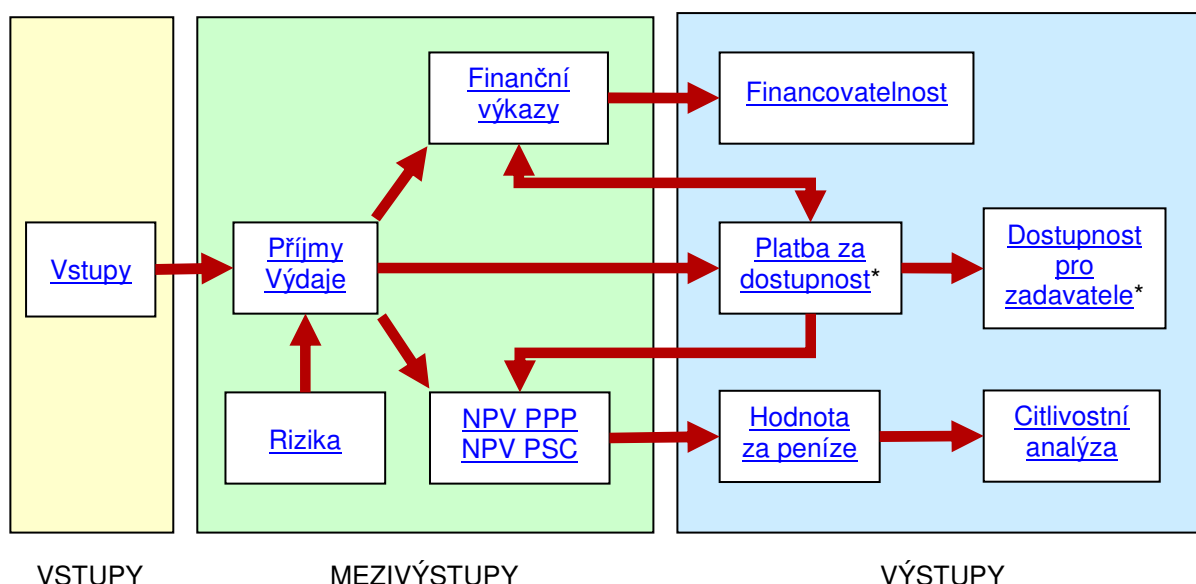 Finanční
výkazy
Financovatelnost
Vstupy
Příjmy
Výdaje
Platba za
dostupnost*
Dostupnost
pro
zadavatele*
Rizika
NPV PPP
NPV PSC
Hodnota
za peníze
Citlivostní
analýza
VSTUPY
MEZIVÝSTUPY
VÝSTUPY